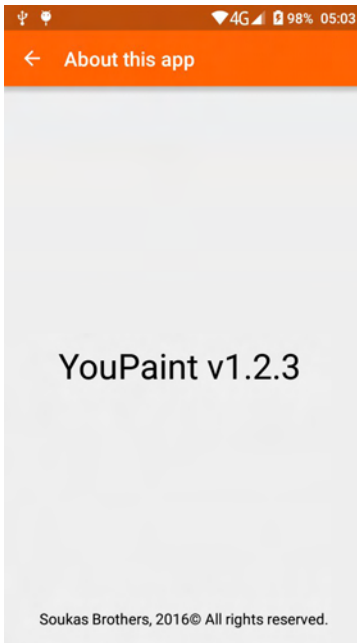 4G 98% 05:03
About this app
YouPaint v1.2.3
Soukas Brothers, 2016© All rights reserved.